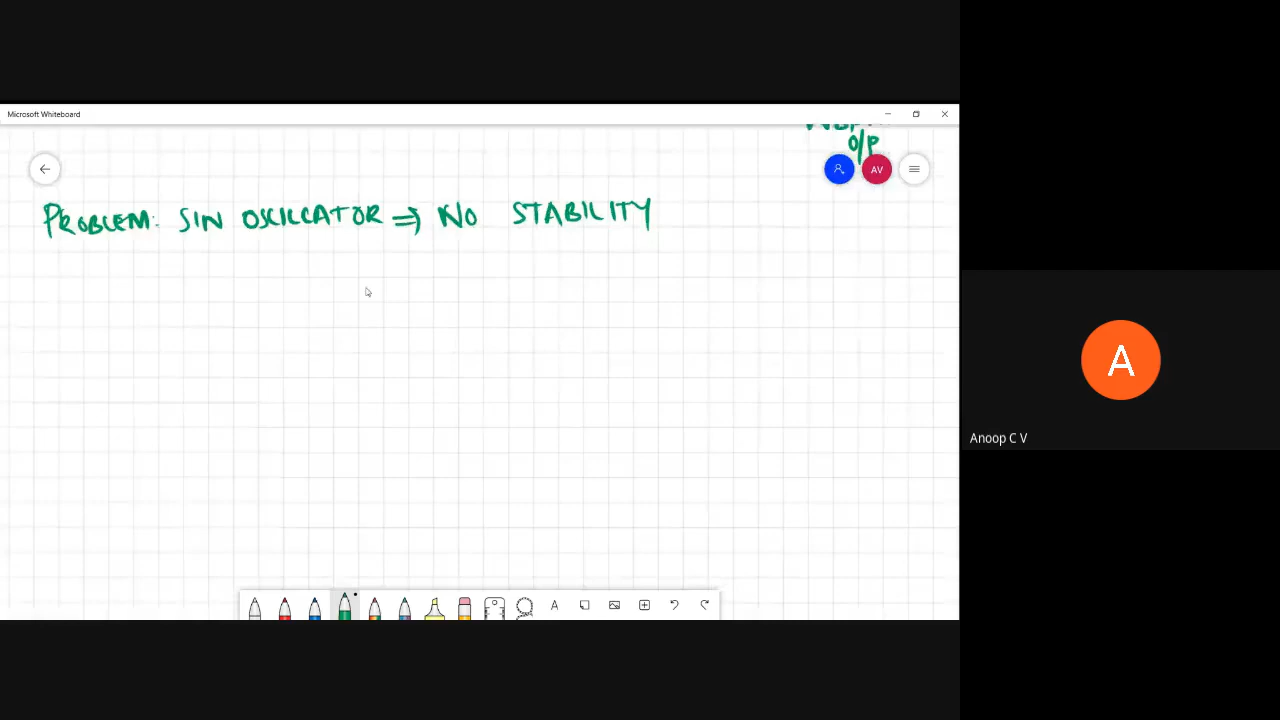 Microsoft Whiteboard
O/P
AV
PROBLEM: SIN OSCILLATOR ⇒ NO STABILITY
A
Anoop C V
A